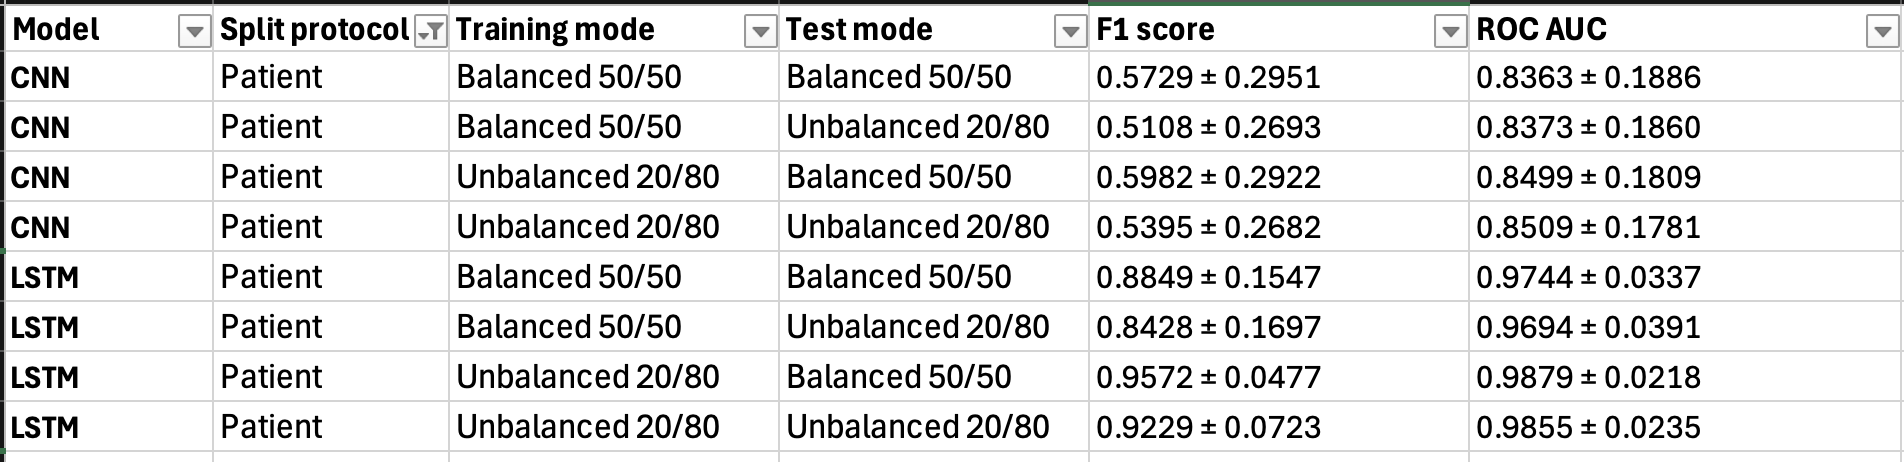 Model Split protocol Training mode Test mode F1 score ROC AUC
CNN Patient Balanced 50/50 Balanced 50/50 0.5729 ± 0.2951 0.8363 ± 0.1886
CNN Patient Balanced 50/50 Unbalanced 20/80 0.5108 ± 0.2693 0.8373 ± 0.1860
CNN Patient Unbalanced 20/80 Balanced 50/50 0.5982 ± 0.2922 0.8499 ± 0.1809
CNN Patient Unbalanced 20/80 Unbalanced 20/80 0.5395 ± 0.2682 0.8509 ± 0.1781
LSTM Patient Balanced 50/50 Balanced 50/50 0.8849 ± 0.1547 0.9744 ± 0.0337
LSTM Patient Balanced 50/50 Unbalanced 20/80 0.8428 ± 0.1697 0.9694 ± 0.0391
LSTM Patient Unbalanced 20/80 Balanced 50/50 0.9572 ± 0.0477 0.9879 ± 0.0218
LSTM Patient Unbalanced 20/80 Unbalanced 20/80 0.9229 ± 0.0723 0.9855 ± 0.0235